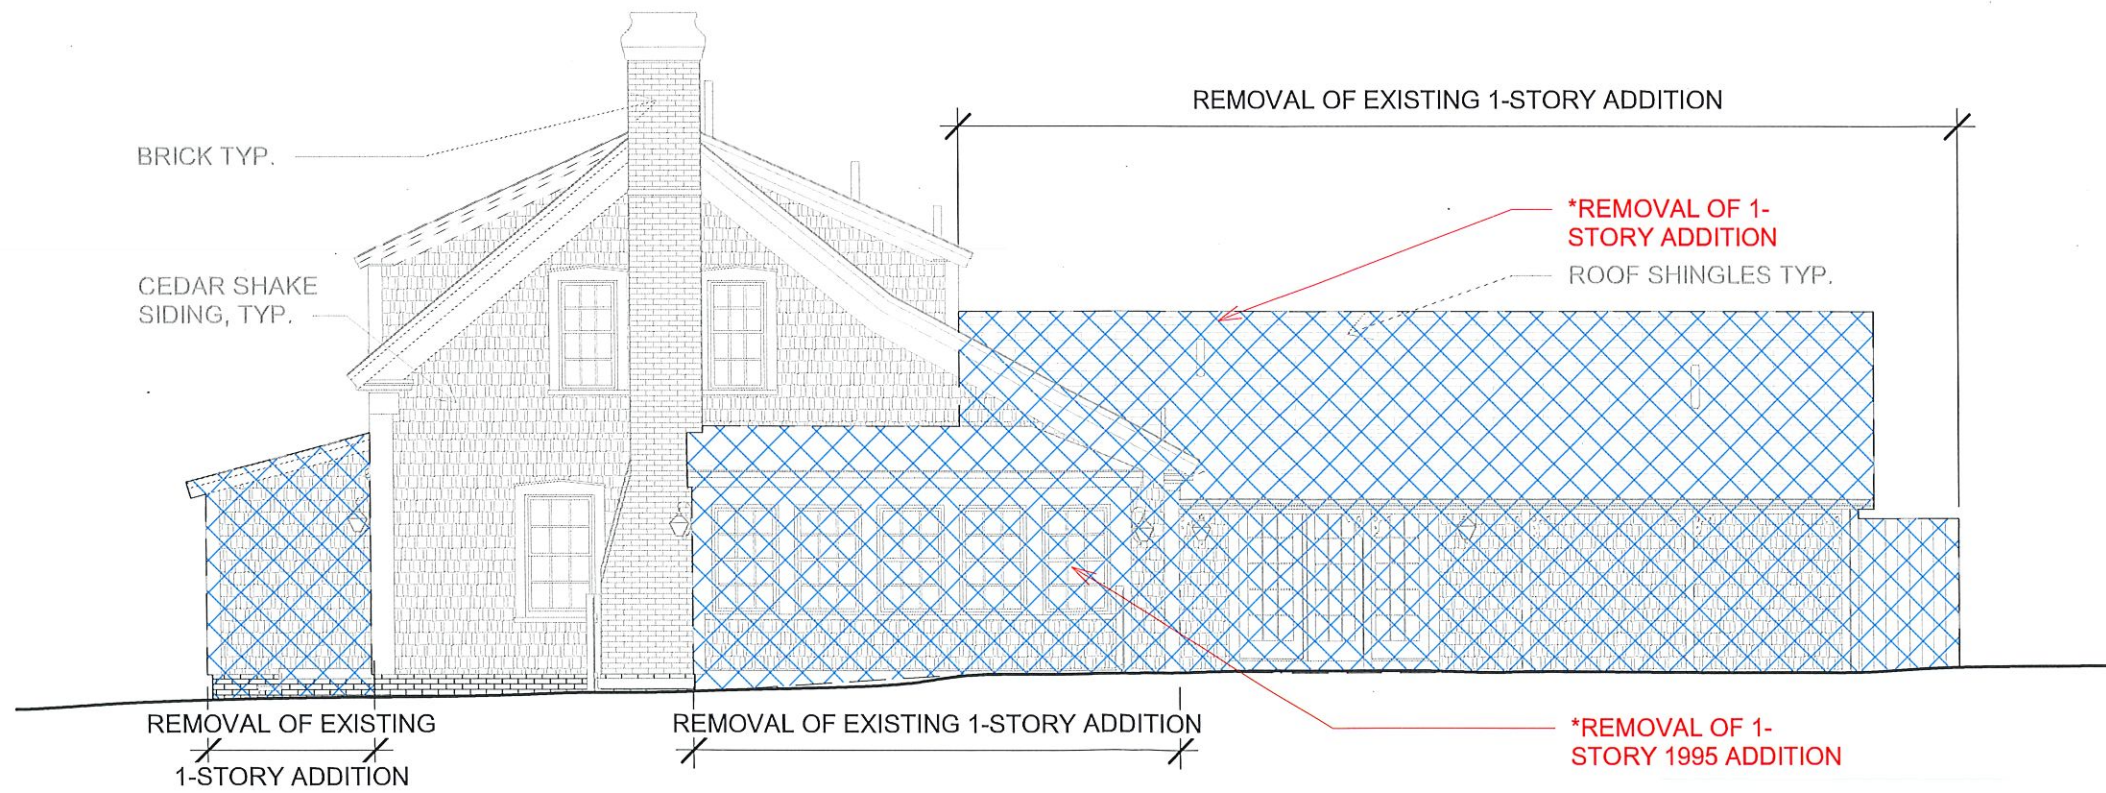 REMOVAL OF EXISTING 1-STORY ADDITION
BRICK TYP.
*REMOVAL OF 1-
STORY ADDITION
ROOF SHINGLES TYP.
CEDAR SHAKE
SIDING, TYP.
REMOVAL OF EXISTING
1-STORY ADDITION
REMOVAL OF EXISTING 1-STORY ADDITION
*REMOVAL OF 1-
STORY 1995 ADDITION